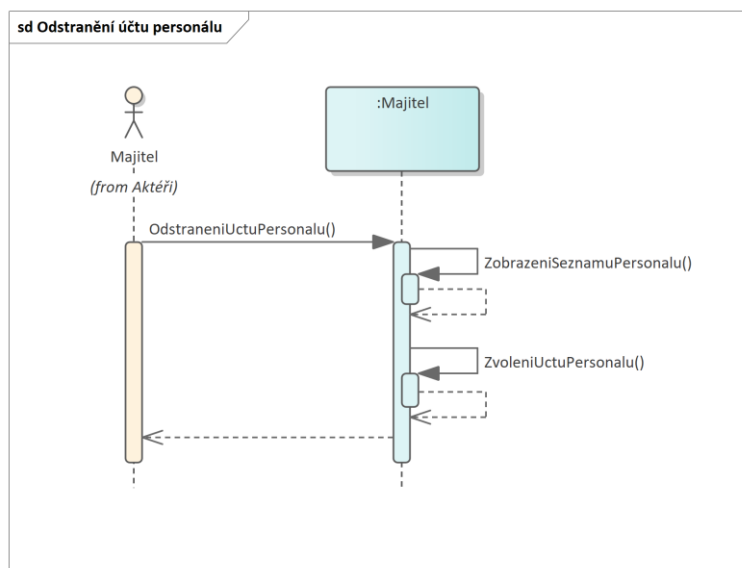 sd Odstranění účtu personálu
:Majitel
Majitel
(from Aktéři)
OdstraneniUctuPersonalu()
ZobrazeniSeznamuPersonalu()
ZvoleniUctuPersonalu()